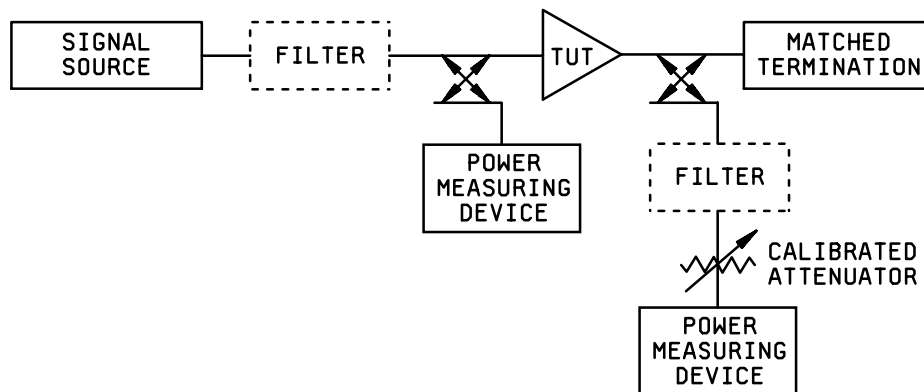 SIGNAL
SOURCE
FILTER
TUT
MATCHED
TERMINATION
POWER
MEASURING
DEVICE
FILTER
CALIBRATED
ATTENUATOR
POWER
MEASURING
DEVICE